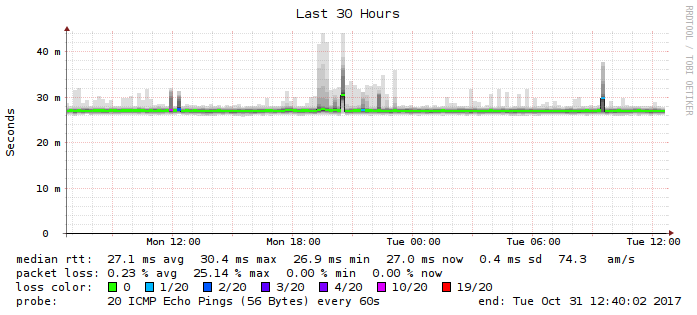 Last 30 Hours
RRDTOOL / TOBI OETIKER
Seconds
40 m
30 m
20 m
10 m
0
Mon 12:00 Mon 18:00 Tue 00:00 Tue 06:00 Tue 12:00
median rtt: 27.1 ms avg 30.4 ms max 26.9 ms min 27.0 ms now 0.4 ms sd 74.3 am/s
packet loss: 0.23 % avg 25.14 % max 0.00 % min 0.00 % now
loss color: 0 1/20 2/20 3/20 4/20 10/20 19/20
probe: 20 ICMP Echo Pings (56 Bytes) every 60s end: Tue Oct 31 12:40:02 2017